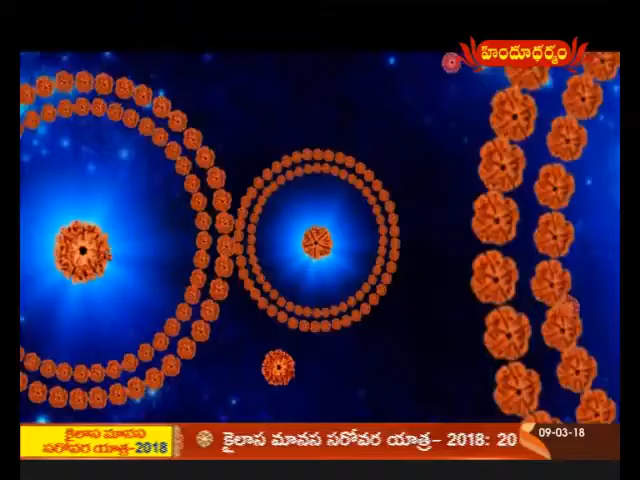 హిందూధర్మం
కైలాస మానస
సరోవర యాత్ర-2018
కైలాస మానస సరోవర యాత్ర- 2018: 20
09-03-18